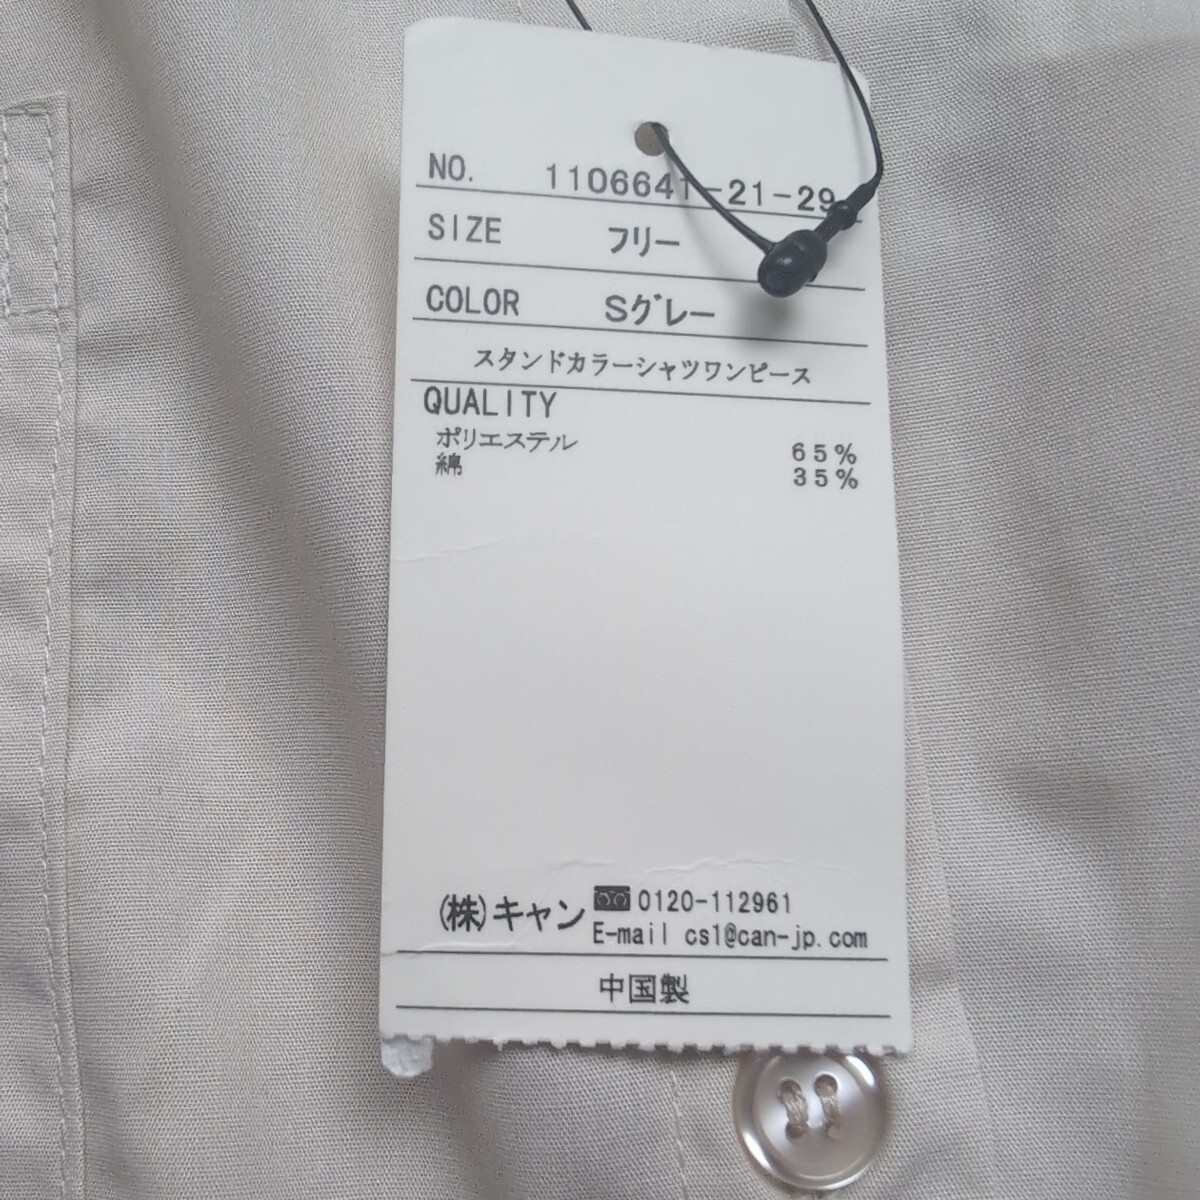 NO. 1106641-21-29
SIZE フリー
COLOR Sグレー
スタンドカラーシャツワンピース
QUALITY
ポリエステル 65%
綿 35%
(株)キャン 0120-112961
E-mail cs1@can-jp.com
中国製